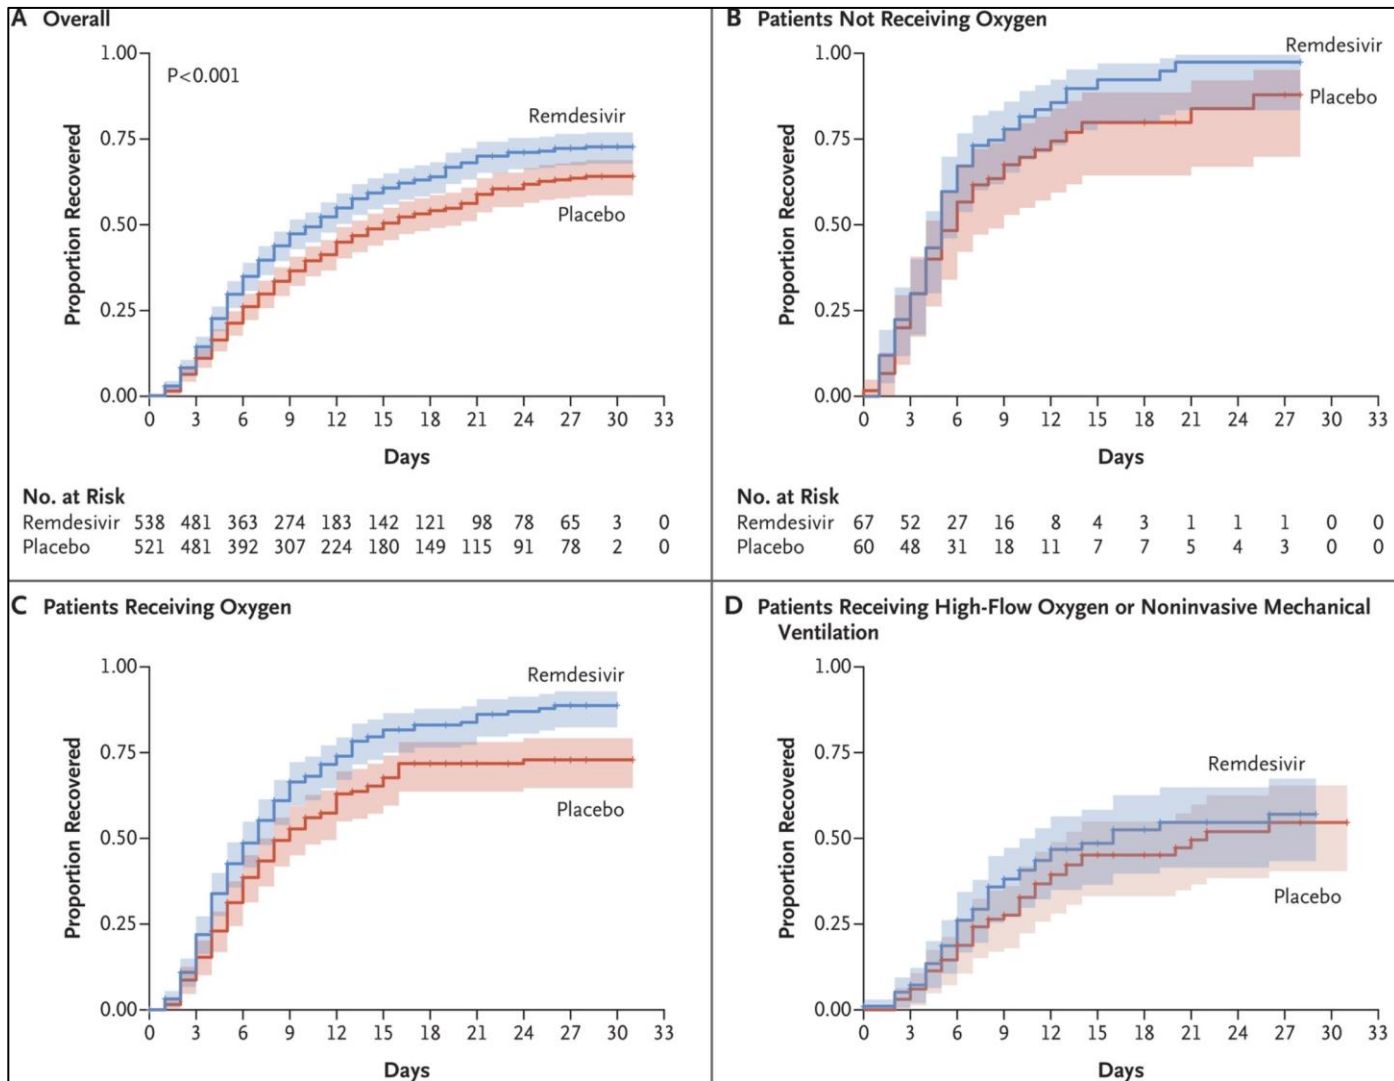 A Overall
P<0.001
Remdesivir
Placebo
Proportion Recovered
1.00
0.75
0.50
0.25
0.00
0 3 6 9 12 15 18 21 24 27 30 33
Days
No. at Risk
Remdesivir 538 481 363 274 183 142 121 98 78 65 3 0
Placebo 521 481 392 307 224 180 149 115 91 78 2 0
B Patients Not Receiving Oxygen
Remdesivir
Placebo
Proportion Recovered
1.00
0.75
0.50
0.25
0.00
0 3 6 9 12 15 18 21 24 27 30 33
Days
No. at Risk
Remdesivir 67 52 27 16 8 4 3 1 1 1 0 0
Placebo 60 48 31 18 11 7 7 5 4 3 0 0
C Patients Receiving Oxygen
Remdesivir
Placebo
Proportion Recovered
1.00
0.75
0.50
0.25
0.00
0 3 6 9 12 15 18 21 24 27 30 33
Days
D Patients Receiving High-Flow Oxygen or Noninvasive Mechanical
Ventilation
Remdesivir
Placebo
Proportion Recovered
1.00
0.75
0.50
0.25
0.00
0 3 6 9 12 15 18 21 24 27 30 33
Days